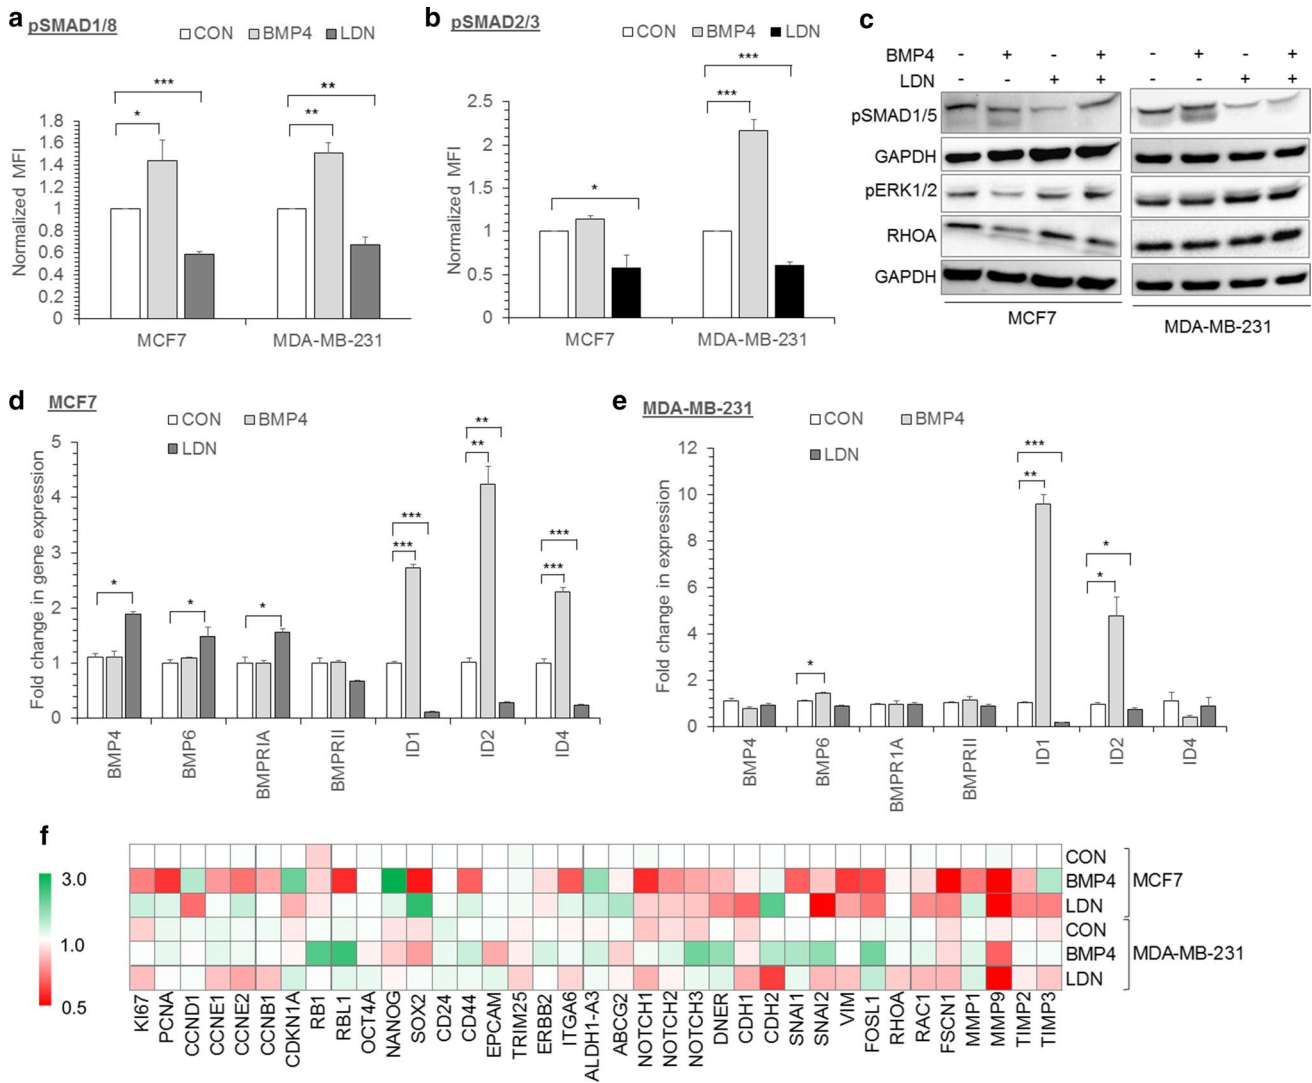 a pSMAD1/8
CON BMP4 LDN
***
*
**
**
Normalized MFI
1.8
1.6
1.4
1.2
1
0.8
0.6
0.4
0.2
0
MCF7
MDA-MB-231
b pSMAD2/3
CON BMP4 LDN
***
***
*
Normalized MFI
2.5
2
1.5
1
0.5
0
MCF7
MDA-MB-231
c
BMP4 - + - + - + - +
LDN - - + + - - + +
pSMAD1/5
GAPDH
pERK1/2
RHOA
GAPDH
MCF7
MDA-MB-231
d MCF7
CON BMP4
LDN
Fold change in gene expression
5
4
3
2
1
0
*
*
*
***
***
**
**
***
***
BMP4
BMP6
BMPRIA
BMPRII
ID1
ID2
ID4
e MDA-MB-231
CON BMP4
LDN
Fold change in expression
12
10
8
6
4
2
0
*
***
**
*
*
BMP4
BMP6
BMPR1A
BMPRII
ID1
ID2
ID4
f
3.0
1.0
0.5
CON
BMP4
LDN
MCF7
CON
BMP4
LDN
MDA-MB-231
KI67
PCNA
CCND1
CCNE1
CCNE2
CCNB1
CDKN1A
RB1
RBL1
OCT4A
NANOG
SOX2
CD24
CD44
EPCAM
TRIM25
ERBB2
ITGA6
ALDH1-A3
ABCG2
NOTCH1
NOTCH2
NOTCH3
DNER
CDH1
CDH2
SNAI1
SNAI2
VIM
FOSL1
RHOA
RAC1
FSCN1
MMP1
MMP9
TIMP2
TIMP3